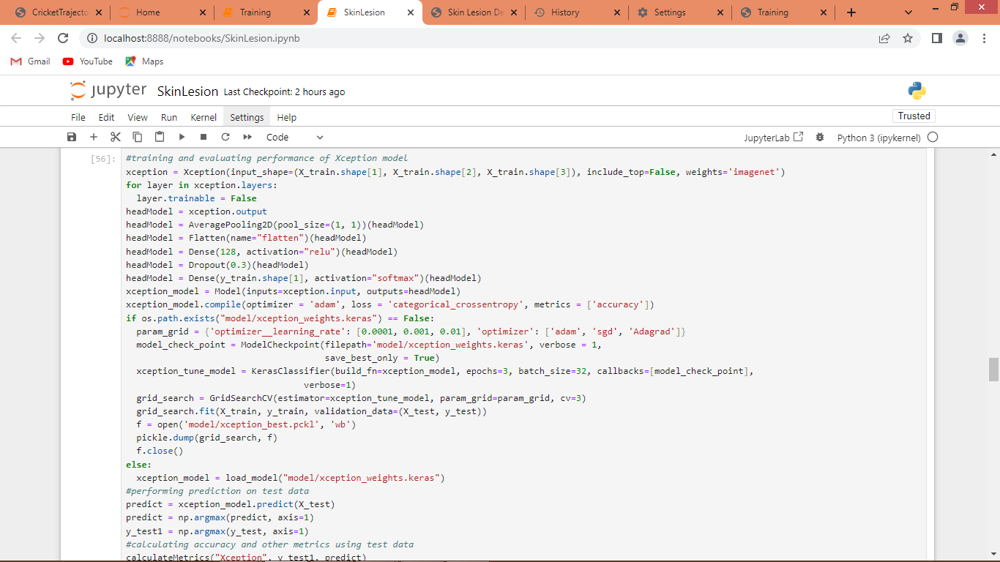 CricketTrajecto
Home
Training
SkinLesion
Skin Lesion De
History
Settings
Training
localhost:8888/notebooks/SkinLesion.ipynb
Gmail
YouTube
Maps
jupyter SkinLesion Last Checkpoint: 2 hours ago
File Edit View Run Kernel Settings Help
Trusted
Code
JupyterLab
Python 3 (ipykernel)
[56]:
#training and evaluating performance of Xception model
xception = Xception(input_shape=(X_train.shape[1], X_train.shape[2], X_train.shape[3]), include_top=False, weights='imagenet')
for layer in xception.layers:
  layer.trainable = False
headModel = xception.output
headModel = AveragePooling2D(pool_size=(1, 1))(headModel)
headModel = Flatten(name="flatten")(headModel)
headModel = Dense(128, activation="relu")(headModel)
headModel = Dropout(0.3)(headModel)
headModel = Dense(y_train.shape[1], activation="softmax")(headModel)
xception_model = Model(inputs=xception.input, outputs=headModel)
xception_model.compile(optimizer = 'adam', loss = 'categorical_crossentropy', metrics = ['accuracy'])
if os.path.exists("model/xception_weights.keras") == False:
  param_grid = {'optimizer__learning_rate': [0.0001, 0.001, 0.01], 'optimizer': ['adam', 'sgd', 'Adagrad']}
  model_check_point = ModelCheckpoint(filepath='model/xception_weights.keras', verbose = 1,
                                      save_best_only = True)
  xception_tune_model = KerasClassifier(build_fn=xception_model, epochs=3, batch_size=32, callbacks=[model_check_point],
                                  verbose=1)
  grid_search = GridSearchCV(estimator=xception_tune_model, param_grid=param_grid, cv=3)
  grid_search.fit(X_train, y_train, validation_data=(X_test, y_test))
  f = open('model/xception_best.pckl', 'wb')
  pickle.dump(grid_search, f)
  f.close()
else:
  xception_model = load_model("model/xception_weights.keras")
#performing prediction on test data
predict = xception_model.predict(X_test)
predict = np.argmax(predict, axis=1)
y_test1 = np.argmax(y_test, axis=1)
#calculating accuracy and other metrics using test data
calculateMetrics("Xception", y_test1, predict)